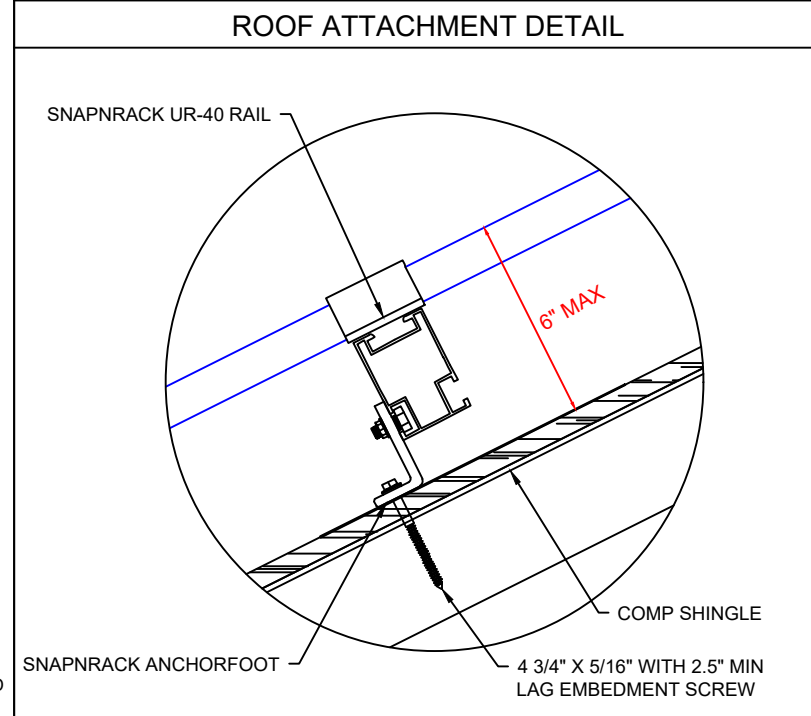 ROOF ATTACHMENT DETAIL
SNAPNRACK UR-40 RAIL
6" MAX
COMP SHINGLE
SNAPNRACK ANCHORFOOT
4 3/4" X 5/16" WITH 2.5" MIN
LAG EMBEDMENT SCREW